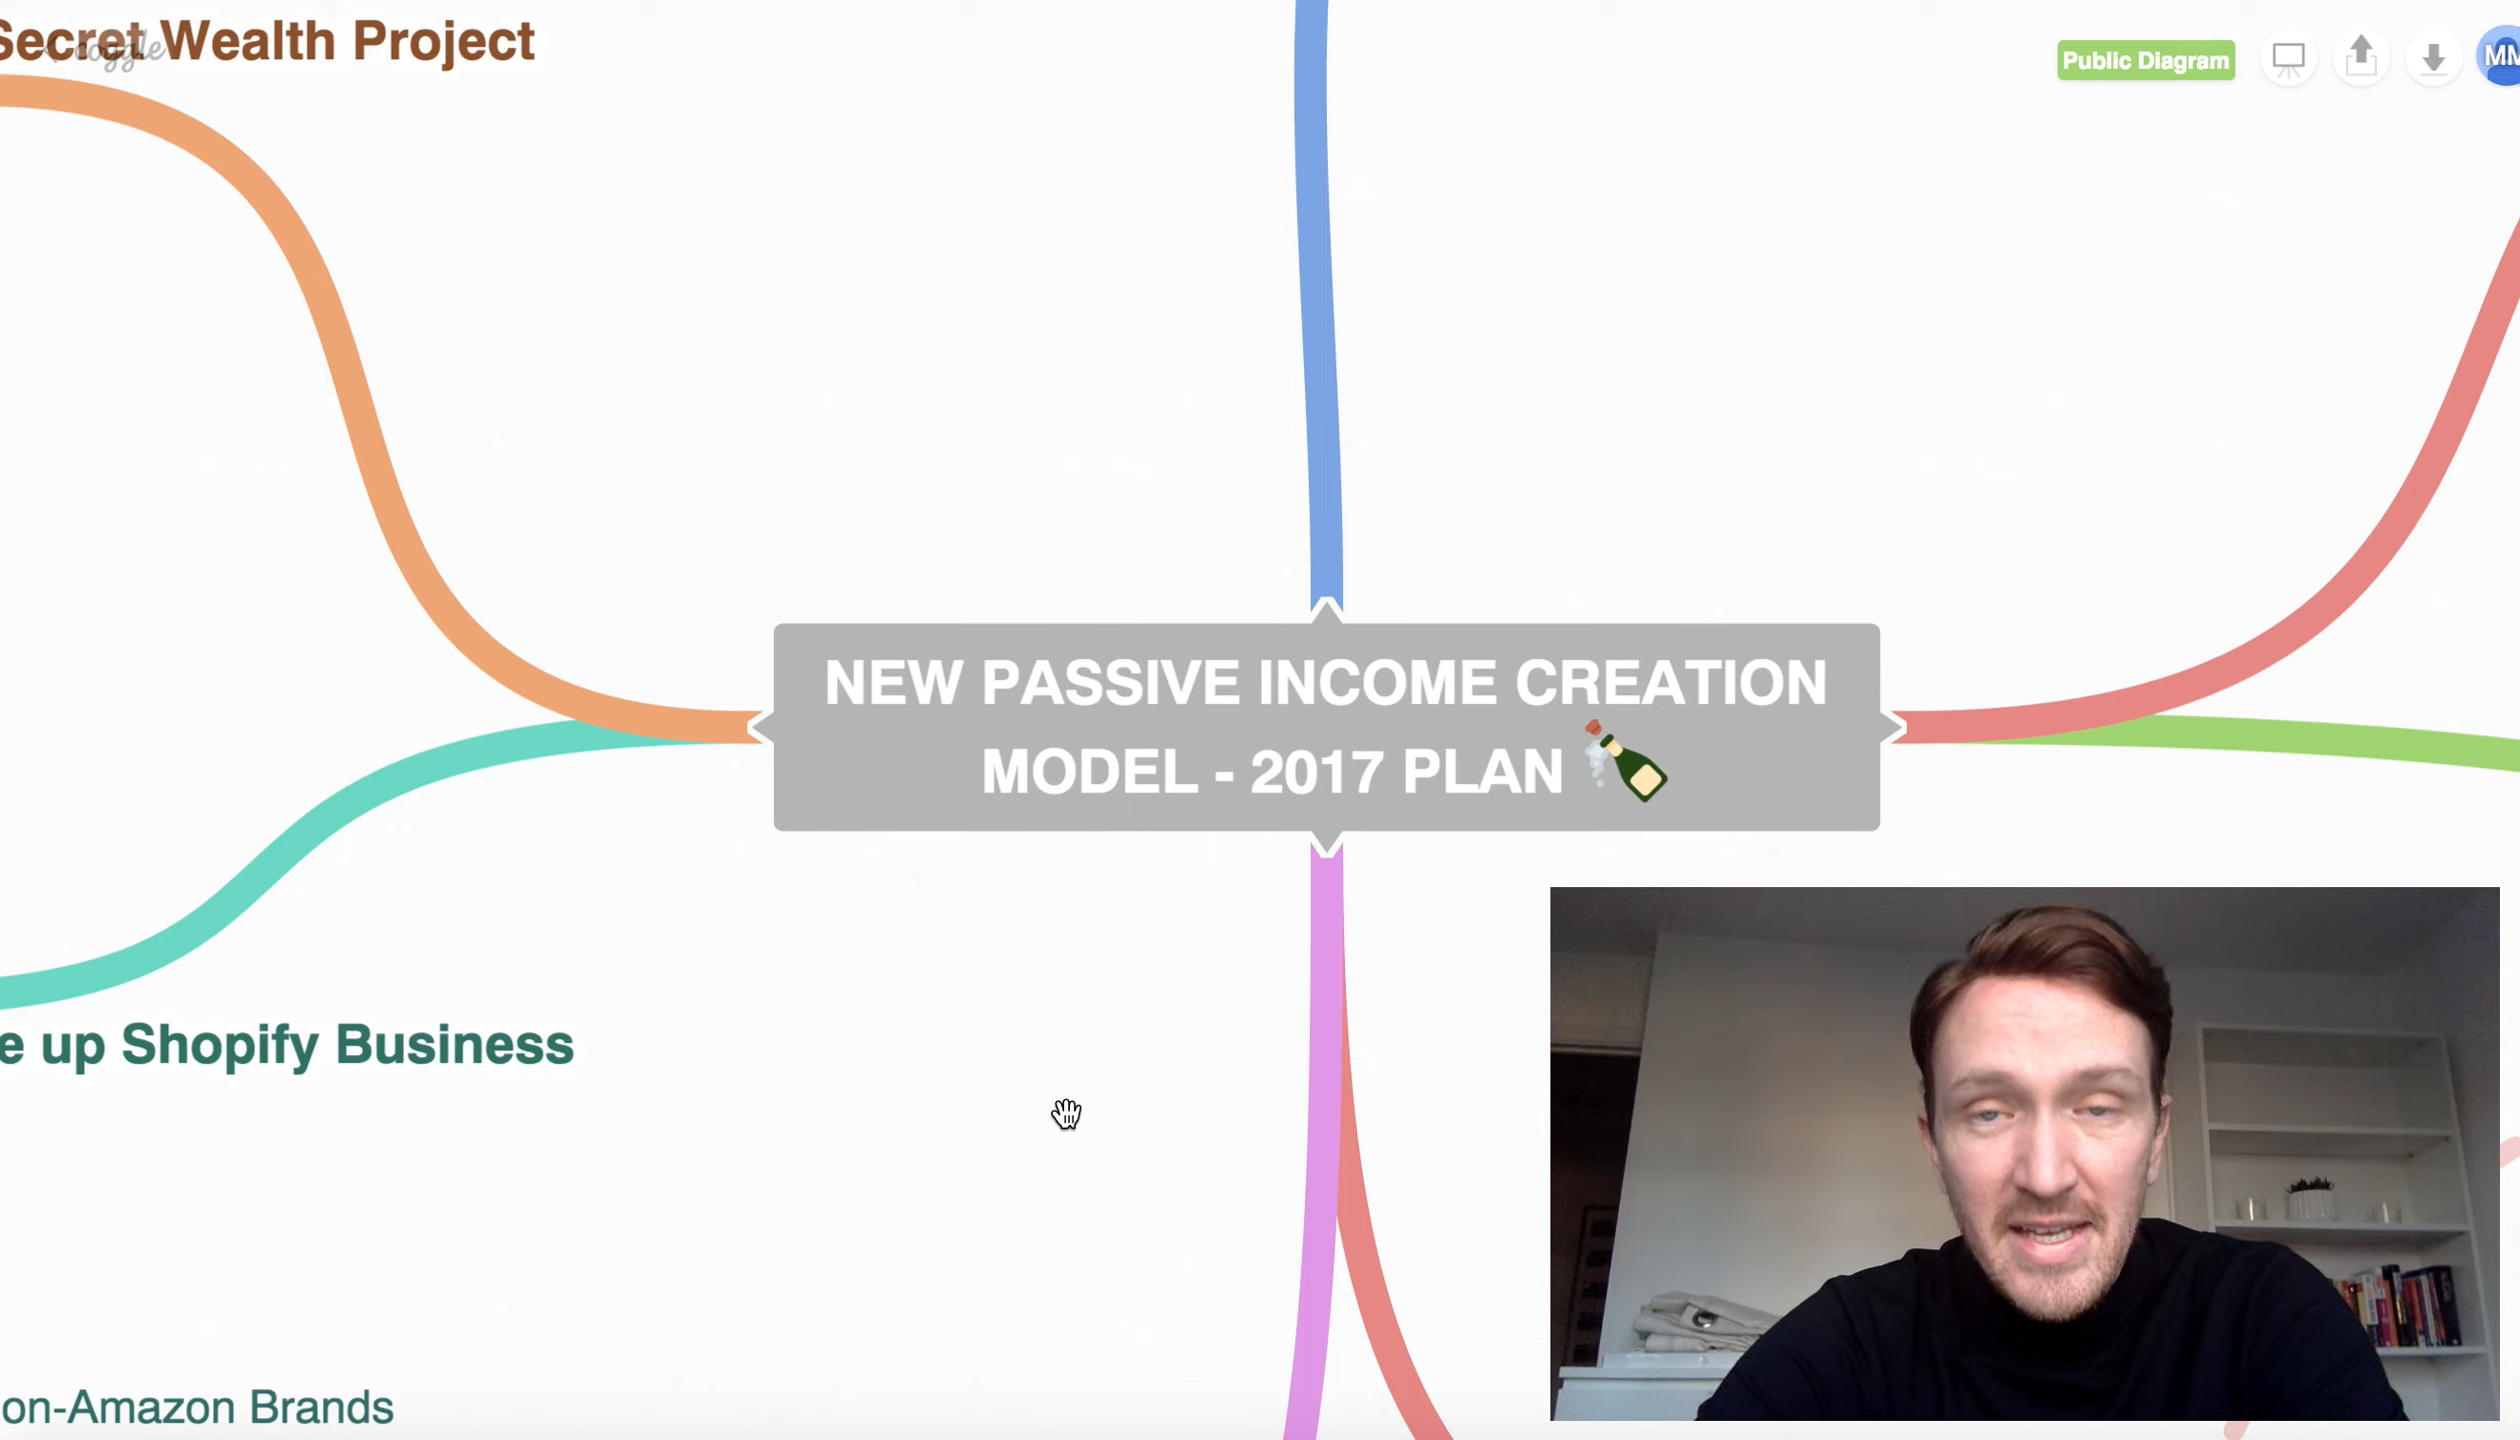 Secret Wealth Project
coggle
Public Diagram
MM
NEW PASSIVE INCOME CREATION
MODEL - 2017 PLAN
e up Shopify Business
on-Amazon Brands